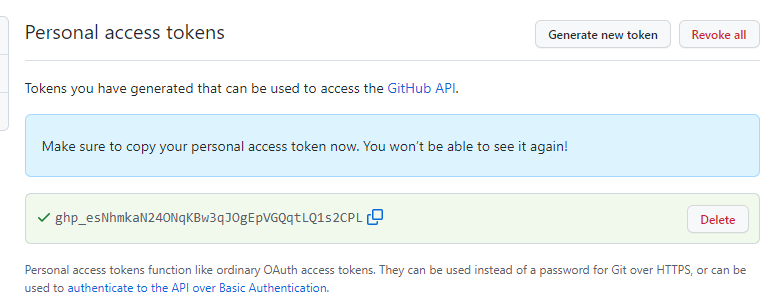 Personal access tokens
Generate new token
Revoke all
Tokens you have generated that can be used to access the GitHub API.
Make sure to copy your personal access token now. You won't be able to see it again!
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
Delete
Personal access tokens function like ordinary OAuth access tokens. They can be used instead of a password for Git over HTTPS, or can be
used to authenticate to the API over Basic Authentication.